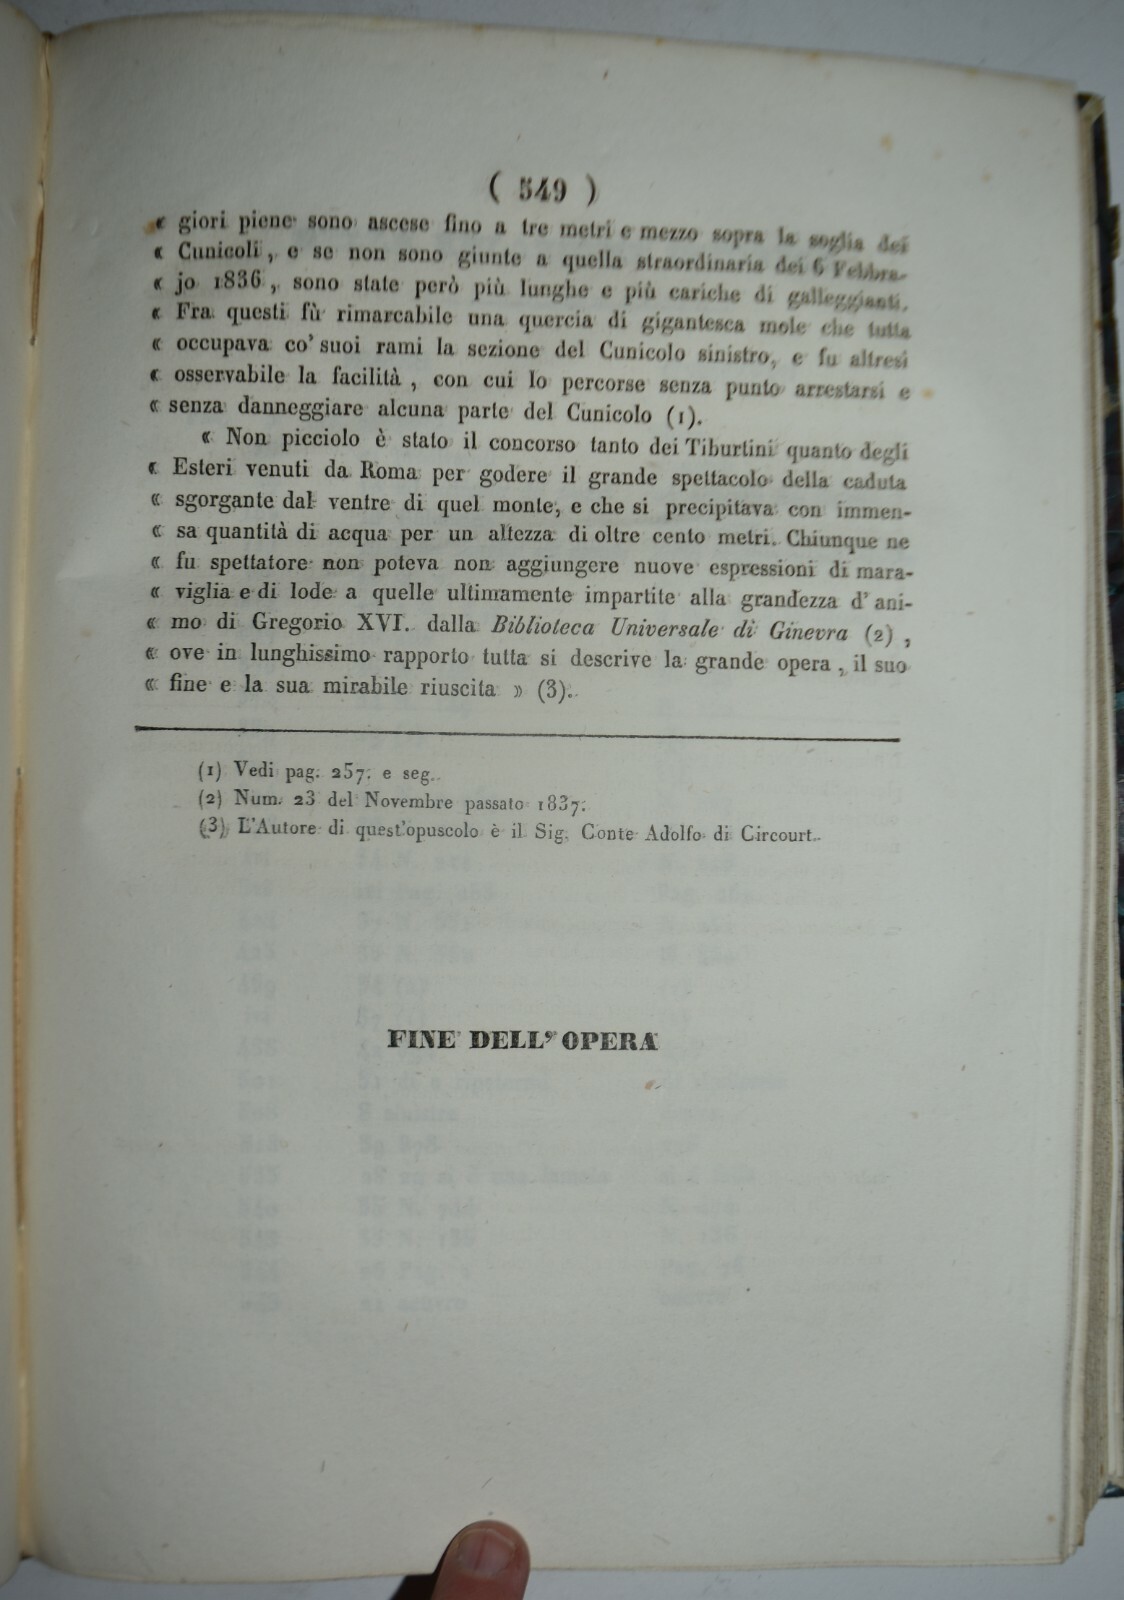 ( 549 )
« giori piene sono ascese fino a tre metri e mezzo sopra la soglia dei
« Cunicoli, e se non sono giunte a quella straordinaria dei 6 Febbra-
« jo 1836, sono state però più lunghe e più cariche di galleggianti.
« Fra questi fù rimarcabile una quercia di gigantesca mole che tutta
« occupava co' suoi rami la sezione del Cunicolo sinistro, e fu altresì
« osservabile la facilità, con cui lo percorse senza punto arrestarsi e
« senza danneggiare alcuna parte del Cunicolo (1).
« Non picciolo è stato il concorso tanto dei Tiburtini quanto degli
« Esteri venuti da Roma per godere il grande spettacolo della caduta
« sgorgante dal ventre di quel monte, e che si precipitava con immen-
« sa quantità di acqua per un altezza di oltre cento metri. Chiunque ne
« fu spettatore non poteva non aggiungere nuove espressioni di mara-
« viglia e di lode a quelle ultimamente impartite alla grandezza d' ani-
« mo di Gregorio XVI. dalla Biblioteca Universale di Ginevra (2),
« ove in lunghissimo rapporto tutta si descrive la grande opera, il suo
« fine e la sua mirabile riuscita » (3).
(1) Vedi pag. 257. e seg.
(2) Num. 23 del Novembre passato 1837.
(3) L'Autore di quest'opuscolo è il Sig. Conte Adolfo di Circourt.
FINE DELL' OPERA